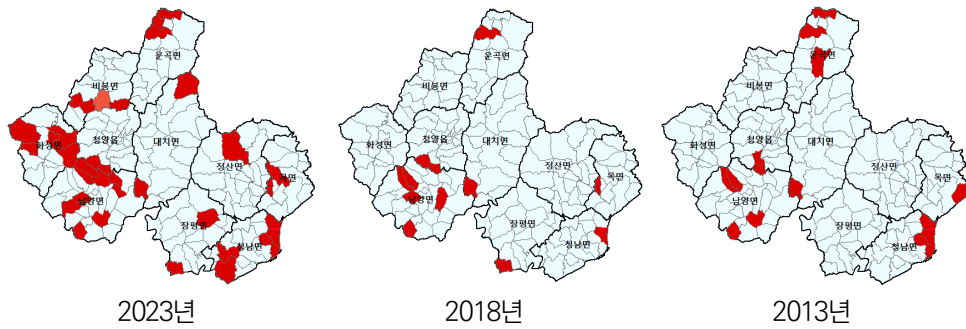 운곡면
비봉면
청양읍
대치면
화성면
정산면
목면
남양면
장평면
청남면
2023년
운곡면
비봉면
청양읍
대치면
화성면
정산면
목면
남양면
장평면
청남면
2018년
운곡면
비봉면
청양읍
대치면
화성면
정산면
목면
남양면
장평면
청남면
2013년